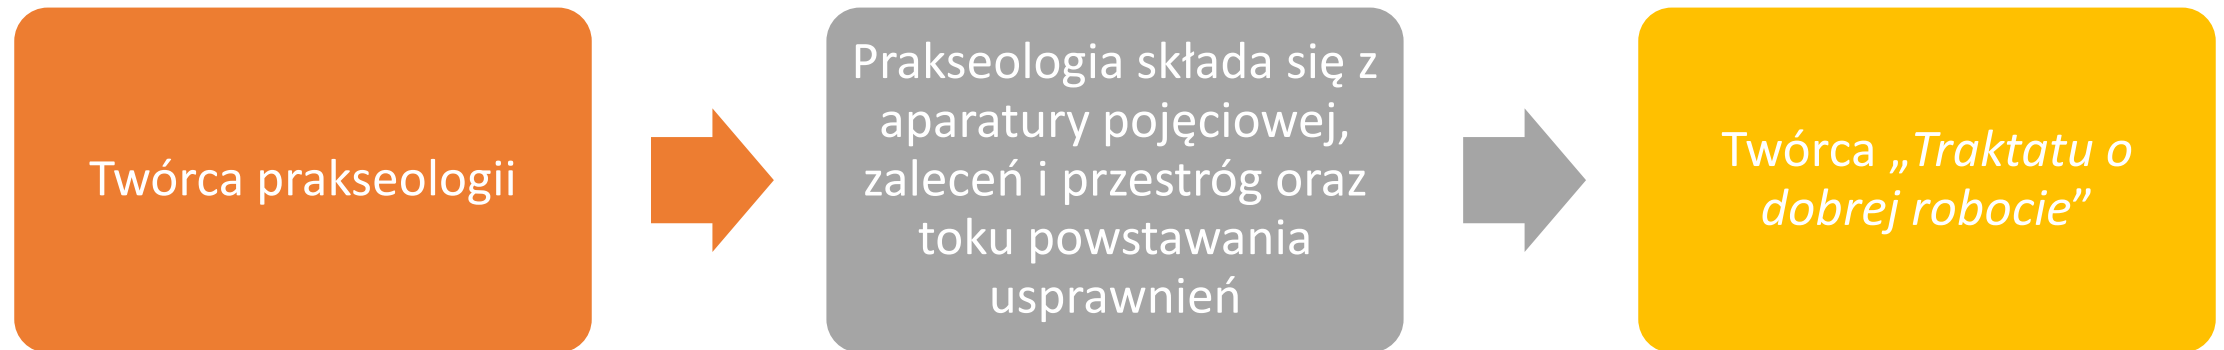 Twórca prakseologii
Prakseologia składa się z
aparatury pojęciowej,
zaleceń i przestróg oraz
toku powstawania
usprawnień
Twórca „Traktatu o
dobrej robocie”